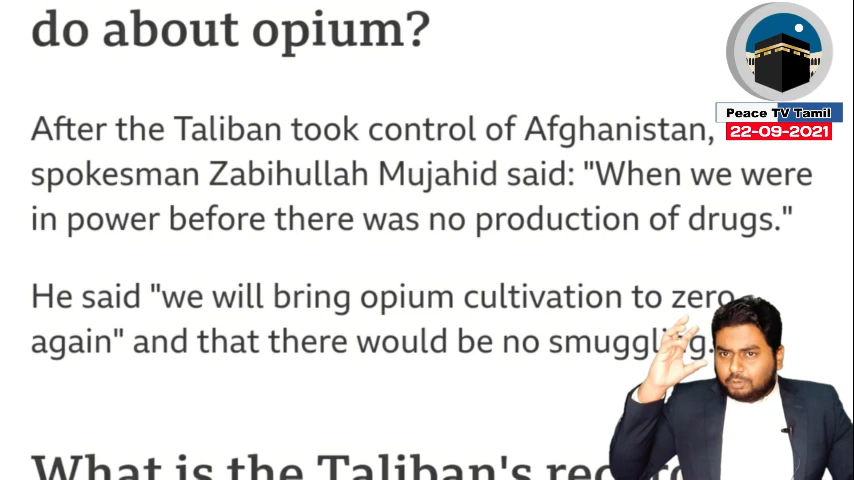 do about opium?
Peace TV Tamil
22-09-2021
After the Taliban took control of Afghanistan,
spokesman Zabihullah Mujahid said: "When we were
in power before there was no production of drugs."
He said "we will bring opium cultivation to zero
again" and that there would be no smuggling.
What is the Taliban's record